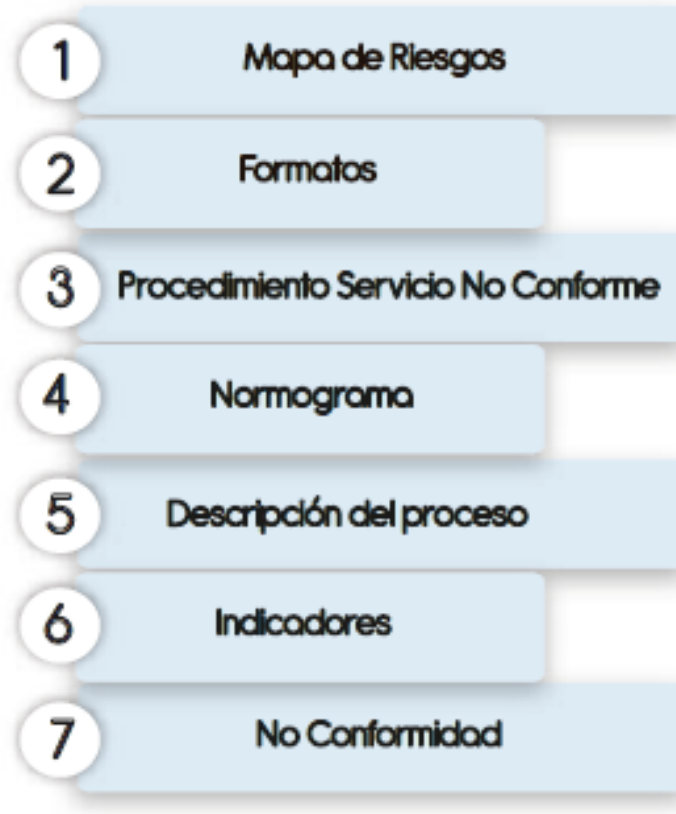 1 Mapa de Riesgos
2 Formatos
3 Procedimiento Servicio No Conforme
4 Normograma
5 Descripción del proceso
6 Indicadores
7 No Conformidad